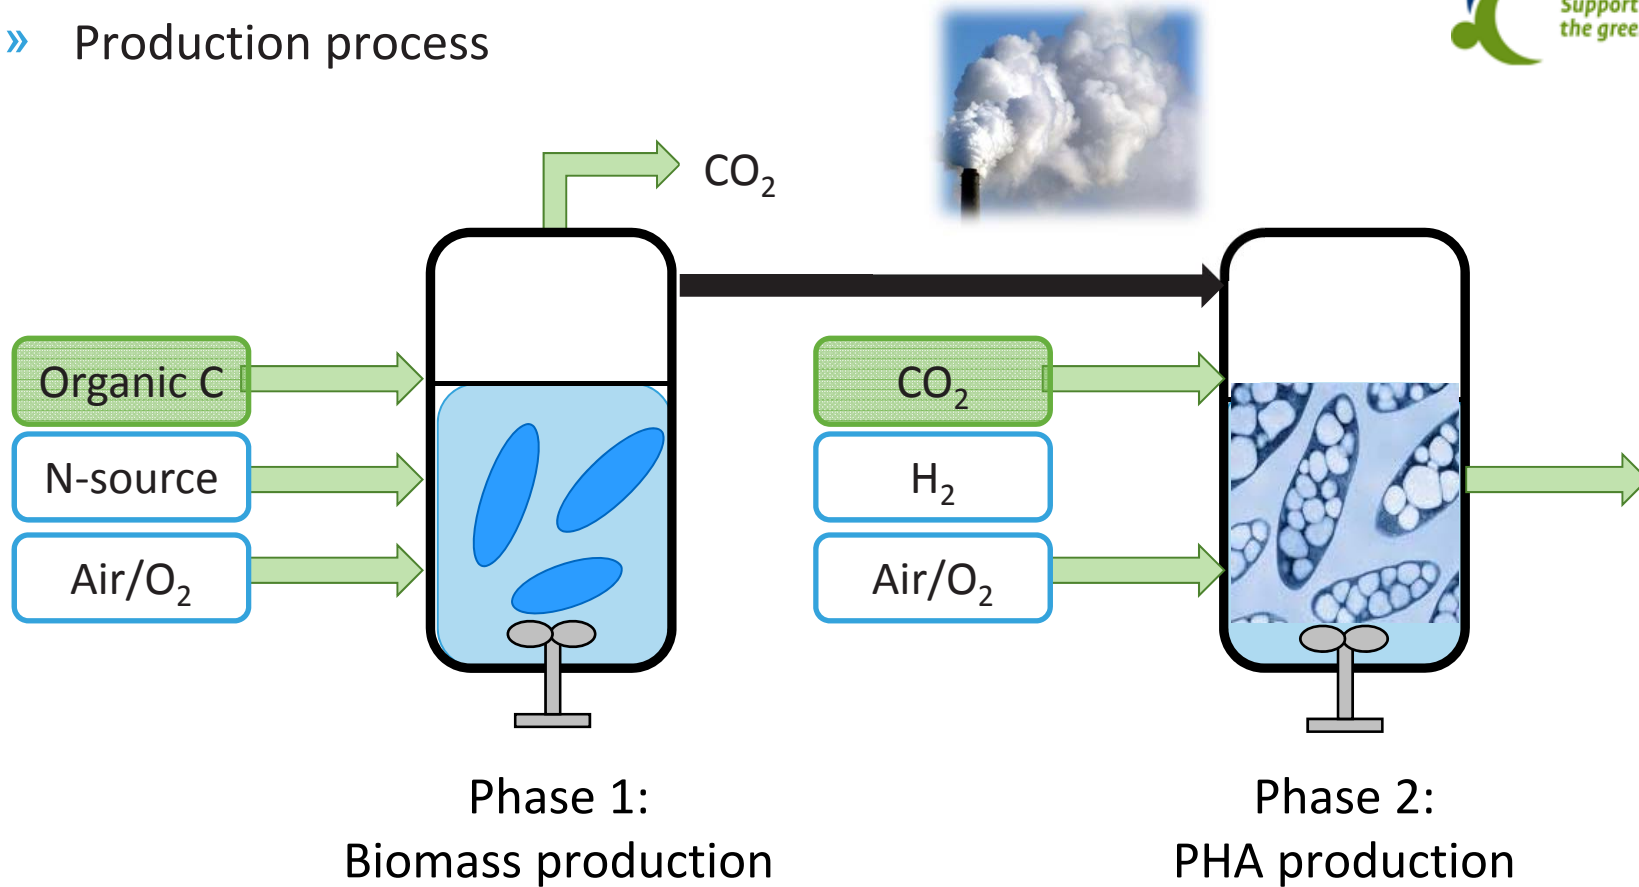 » Production process
Support
the gree
CO₂
Organic C
N-source
Air/O₂
CO₂
H₂
Air/O₂
Phase 1:
Biomass production
Phase 2:
PHA production